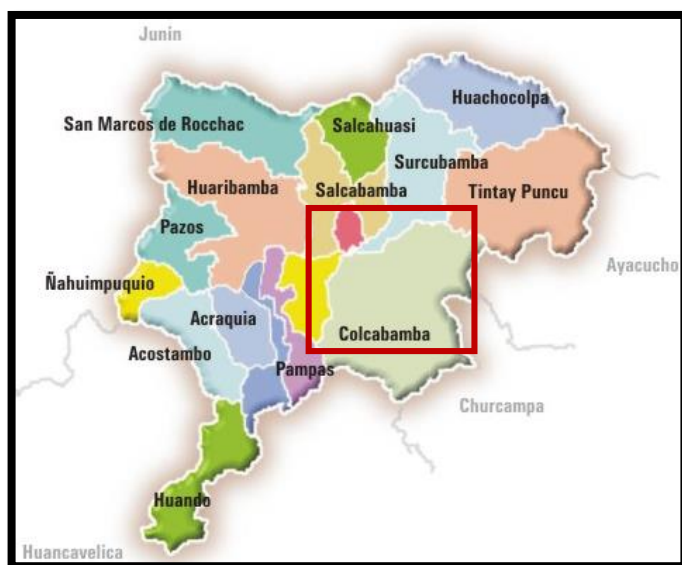 Junin
Huachocolpa
San Marcos de Rocchac
Salcahuasi
Surcubamba
Huaribamba
Salcabamba
Tintay Puncu
Pazos
Ayacucho
Ñahuimpuquio
Acraquia
Colcabamba
Acostambo
Pampas
Churcampa
Huando
Huancavelica